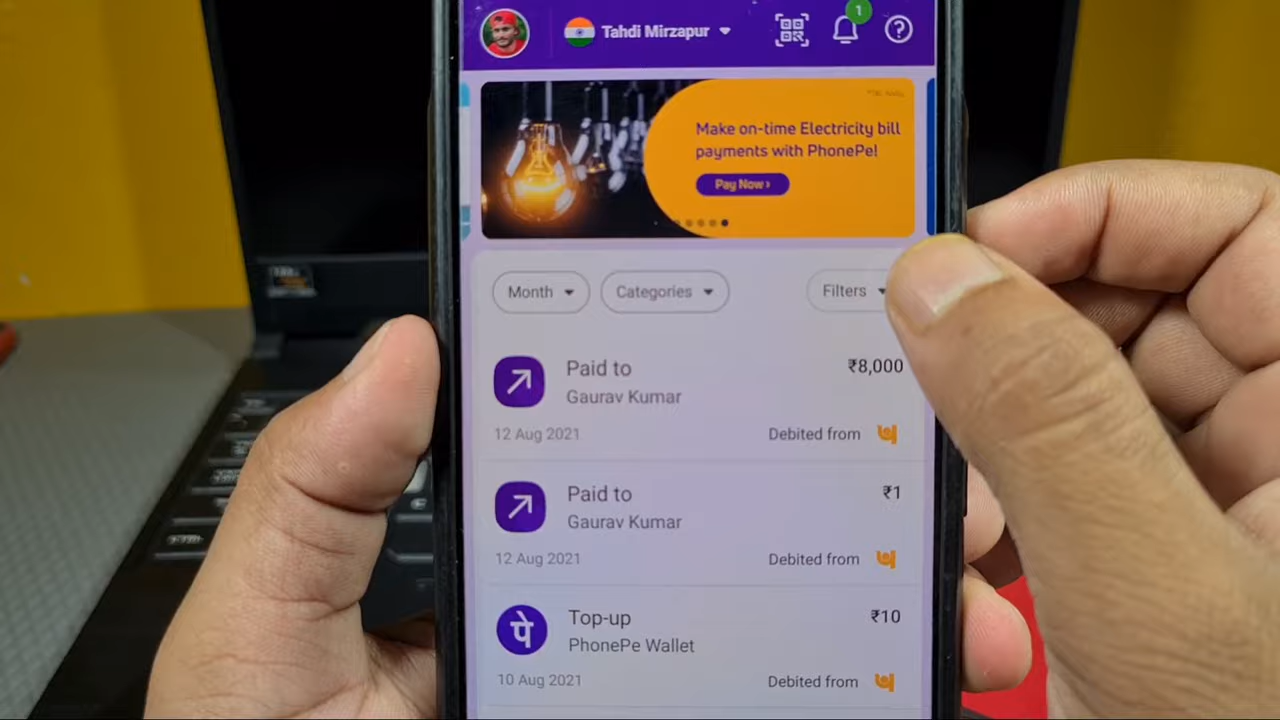 Tahdi Mirzapur
1
Make on-time Electricity bill
payments with PhonePe!
Pay Now ›
Month
Categories
Filters
Paid to
₹8,000
Gaurav Kumar
12 Aug 2021
Debited from
Paid to
₹1
Gaurav Kumar
12 Aug 2021
Debited from
पे
Top-up
₹10
PhonePe Wallet
10 Aug 2021
Debited from